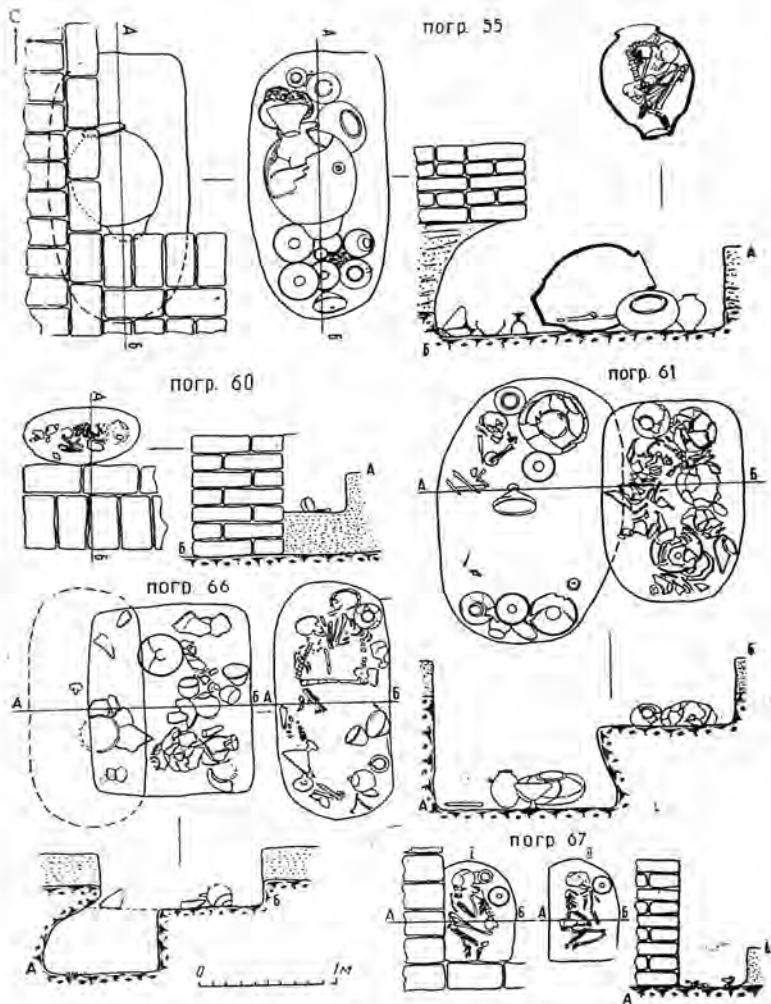 С
А
А
погр. 55
Б
Б
А
Б
погр. 60
А
Б
А
Б
погр. 61
А
Б
погр. 66
А
Б
А
Б
Б
А
А
Б
погр. 67
I
II
А
Б
А
Б
А
0 1м